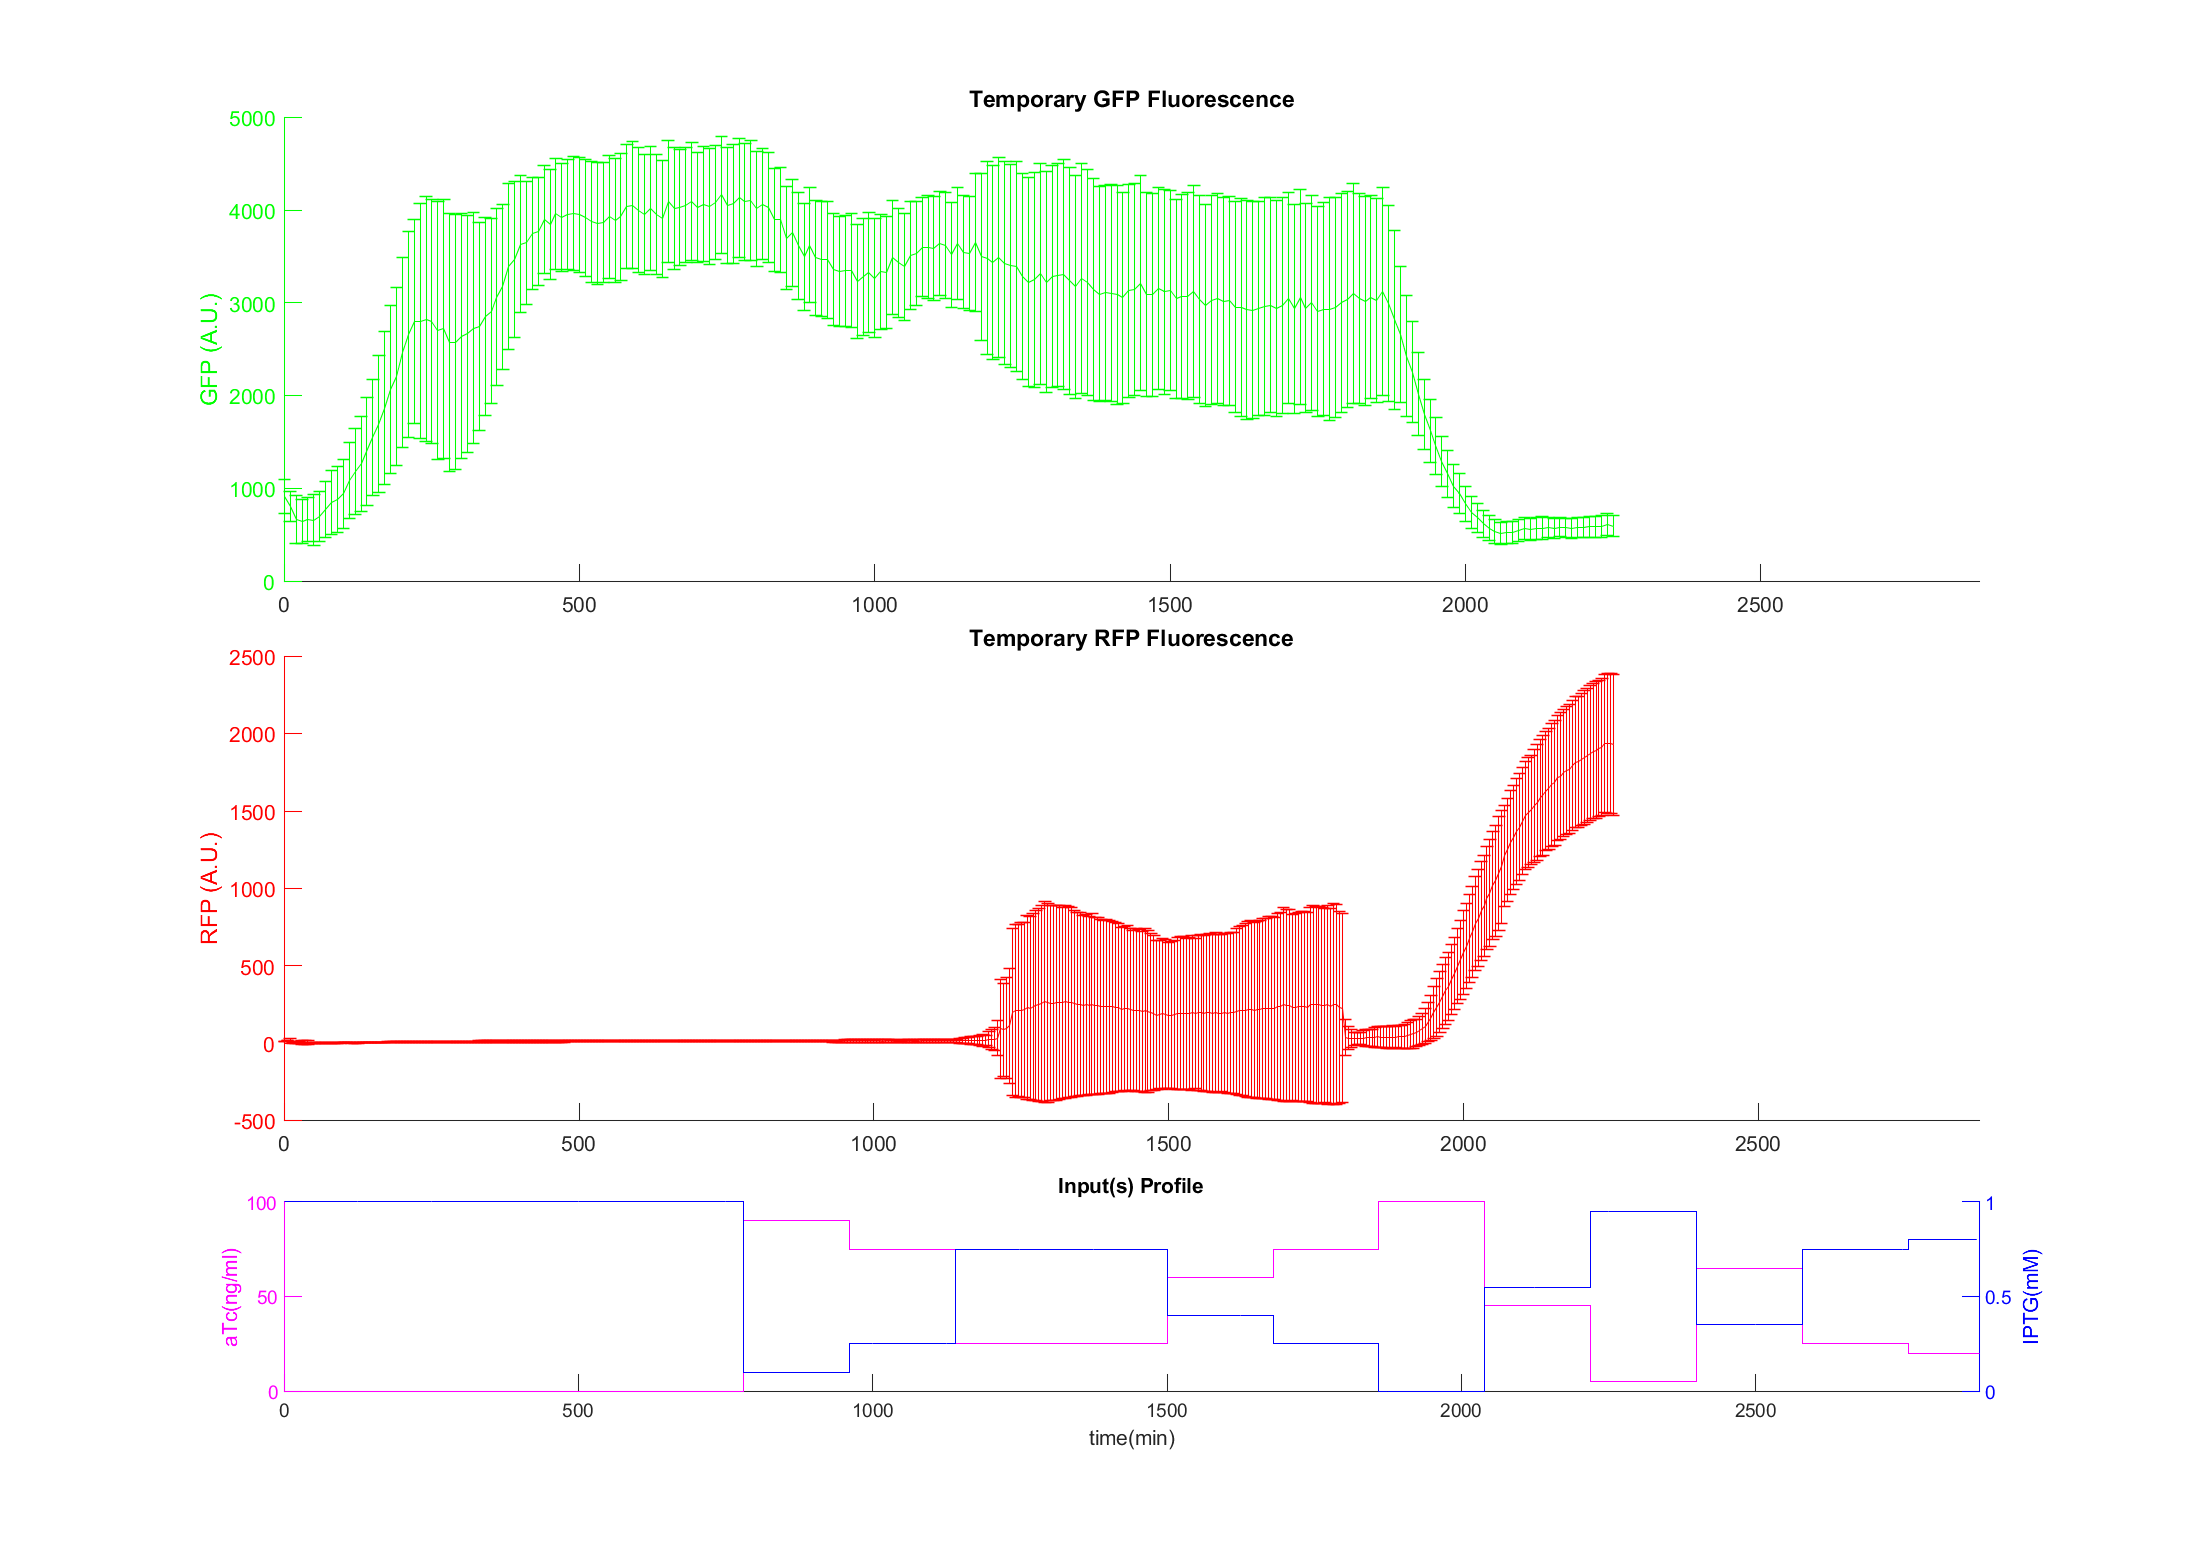 Temporary GFP Fluorescence
5000
4000
3000
2000
1000
0
GFP (A.U.)
0 500 1000 1500 2000 2500
Temporary RFP Fluorescence
2500
2000
1500
1000
500
0
-500
RFP (A.U.)
0 500 1000 1500 2000 2500
Input(s) Profile
100
50
0
aTc(ng/ml)
1
0.5
0
IPTG(mM)
0 500 1000 1500 2000 2500
time(min)